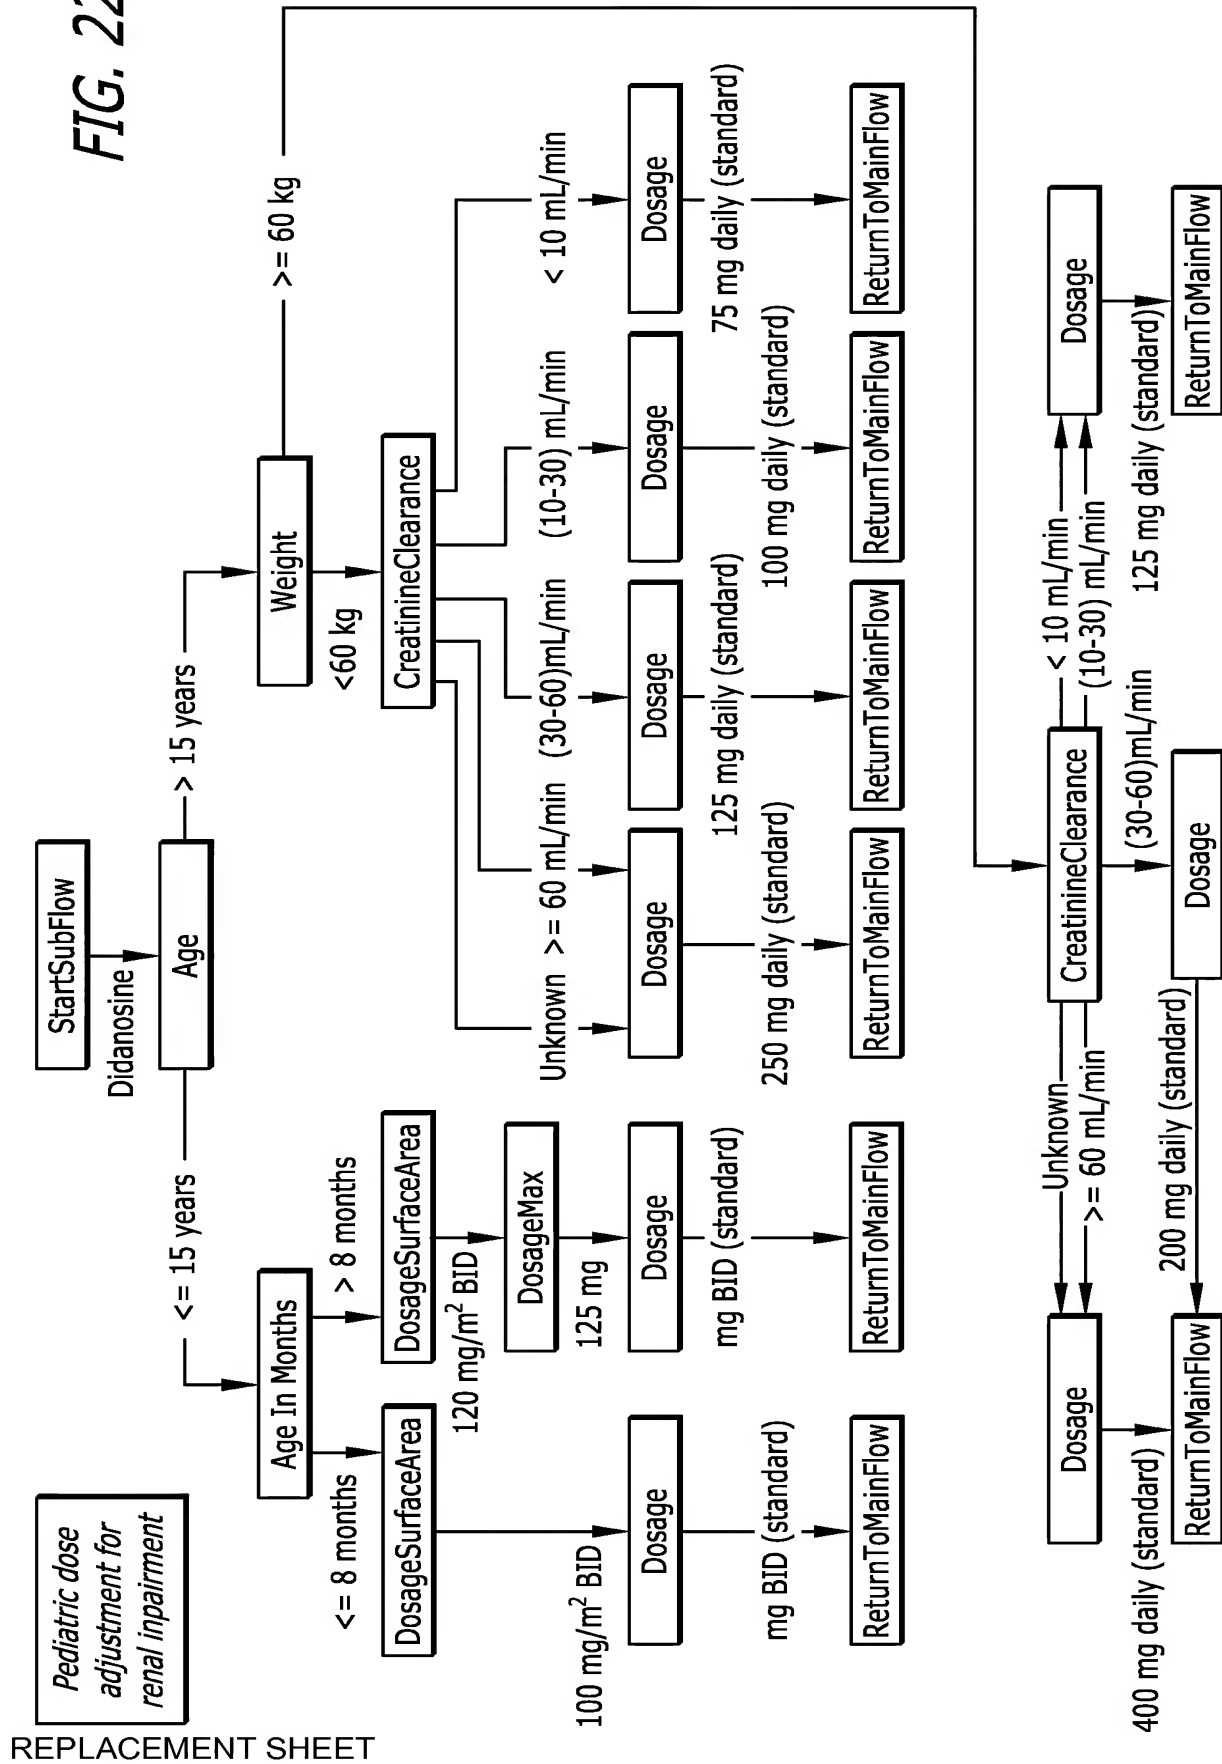 REPLACEMENT SHEET
FIG. 22
Pediatric dose
adjustment for
renal inpairment
StartSubFlow
Didanosine
Age
<= 15 years
> 15 years
Age In Months
Weight
>= 60 kg
<= 8 months
> 8 months
<60 kg
DosageSurfaceArea
DosageSurfaceArea
CreatinineClearance
120 mg/m² BID
DosageMax
100 mg/m² BID
125 mg
Unknown
>= 60 mL/min
(30-60)mL/min
(10-30) mL/min
< 10 mL/min
Dosage
Dosage
Dosage
Dosage
Dosage
Dosage
mg BID (standard)
mg BID (standard)
250 mg daily (standard)
125 mg daily (standard)
100 mg daily (standard)
75 mg daily (standard)
ReturnToMainFlow
ReturnToMainFlow
ReturnToMainFlow
ReturnToMainFlow
ReturnToMainFlow
ReturnToMainFlow
Dosage
Unknown
>= 60 mL/min
CreatinineClearance
< 10 mL/min
(10-30) mL/min
Dosage
400 mg daily (standard)
200 mg daily (standard)
(30-60)mL/min
125 mg daily (standard)
ReturnToMainFlow
Dosage
ReturnToMainFlow